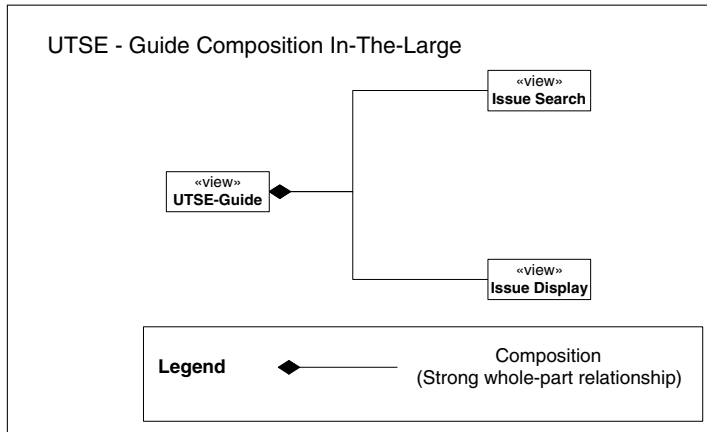 UTSE - Guide Composition In-The-Large
«view»
Issue Search
«view»
UTSE-Guide
«view»
Issue Display
Legend
Composition
(Strong whole-part relationship)